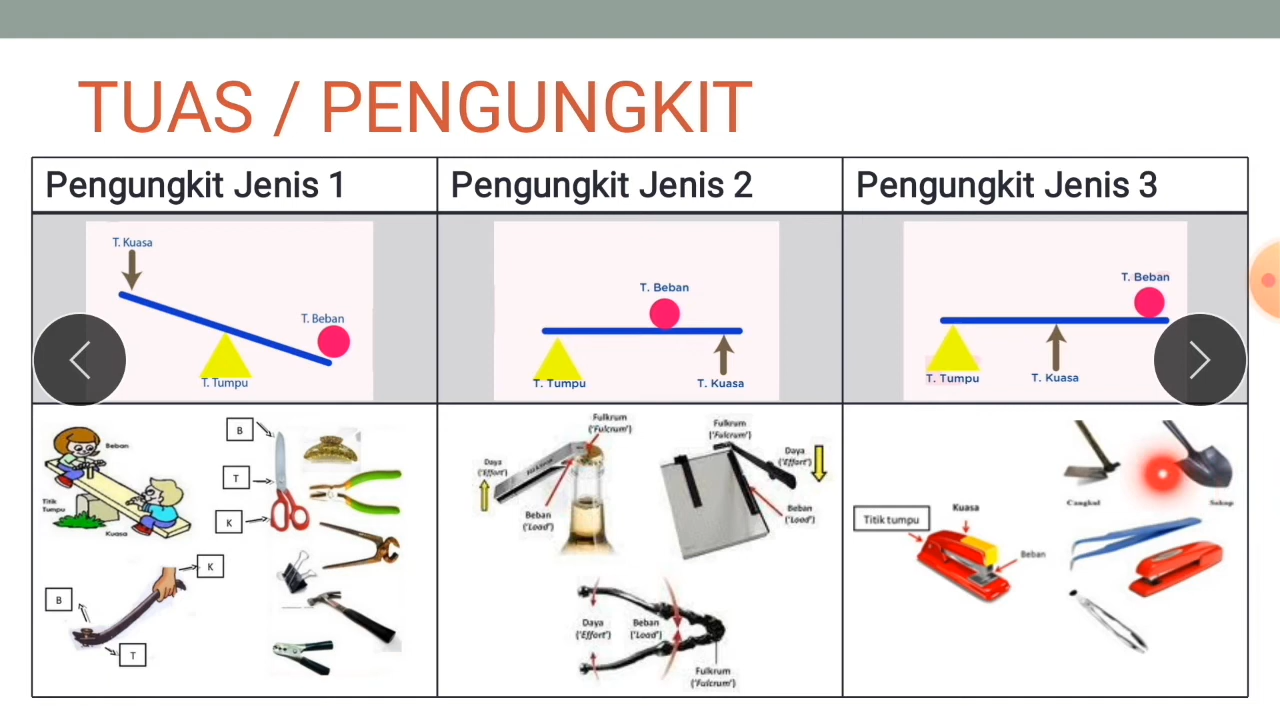 TUAS / PENGUNGKIT
Pengungkit Jenis 1
Pengungkit Jenis 2
Pengungkit Jenis 3
T. Kuasa
T. Beban
T. Tumpu
T. Beban
T. Tumpu
T. Kuasa
T. Beban
T. Tumpu
T. Kuasa
Beban
Titik
Tumpu
Kuasa
B
T
K
K
B
T
Fulkrum
('Fulcrum')
Daya
('Effort')
Beban
('Load')
Fulkrum
('Fulcrum')
Daya
('Effort')
Beban
('Load')
Daya
('Effort')
Beban
('Load')
Fulkrum
('Fulcrum')
Titik tumpu
Kuasa
Beban
Cangkul
Sekop